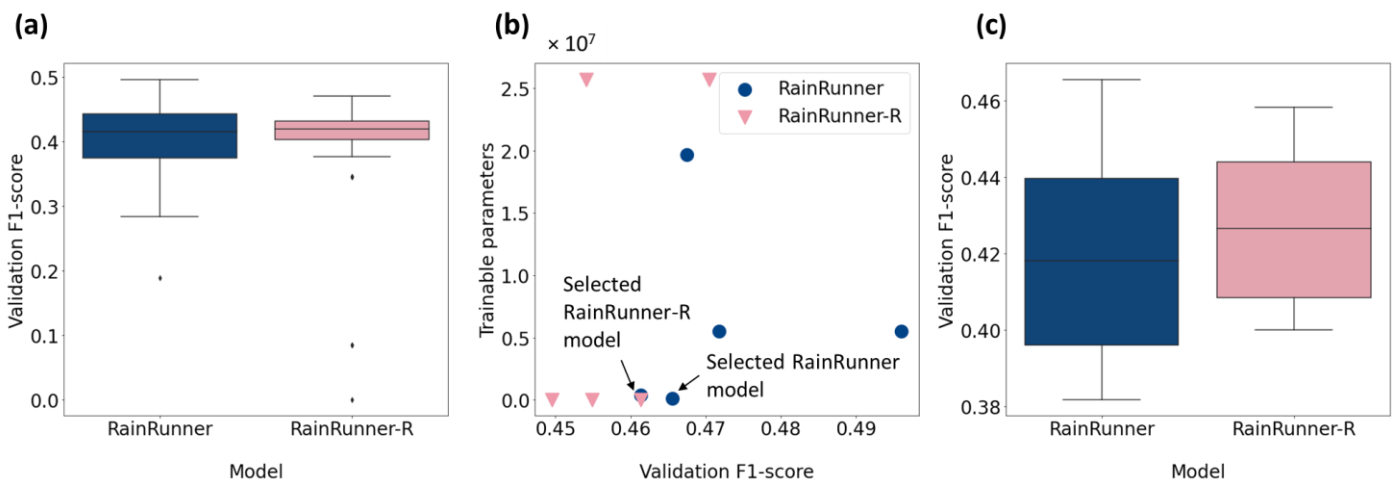 (a)
0.5
0.4
0.3
0.2
0.1
0.0
Validation F1-score
RainRunner
RainRunner-R
Model
(b)
× 10⁷
2.5
2.0
1.5
1.0
0.5
0.0
Trainable parameters
RainRunner
RainRunner-R
Selected
RainRunner-R
model
Selected RainRunner
model
0.45
0.46
0.47
0.48
0.49
Validation F1-score
(c)
0.46
0.44
0.42
0.40
0.38
Validation F1-score
RainRunner
RainRunner-R
Model